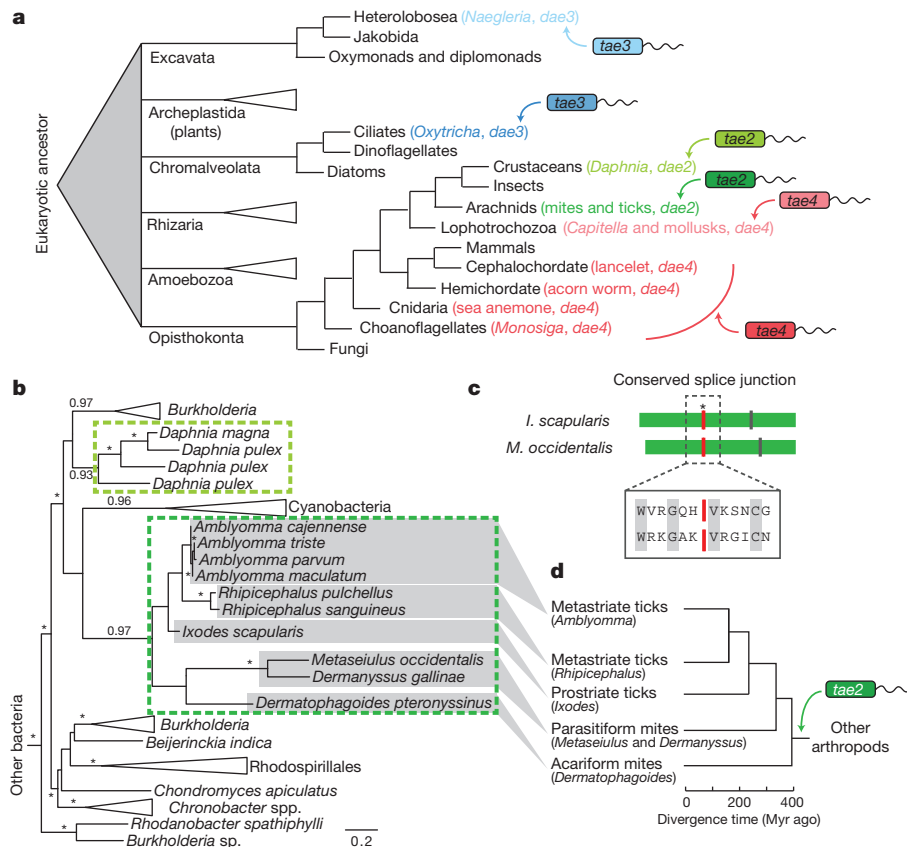 a
Heterolobosea (Naegleria, dae3)
tae3
Jakobida
Oxymonads and diplomonads
Excavata
Archeplastida
(plants)
tae3
Ciliates (Oxytricha, dae3)
Dinoflagellates
Diatoms
Chromalveolata
tae2
Crustaceans (Daphnia, dae2)
Insects
tae2
Arachnids (mites and ticks, dae2)
tae4
Lophotrochozoa (Capitella and mollusks, dae4)
Rhizaria
Mammals
Cephalochordate (lancelet, dae4)
Hemichordate (acorn worm, dae4)
Amoebozoa
Cnidaria (sea anemone, dae4)
Choanoflagellates (Monosiga, dae4)
tae4
Opisthokonta
Fungi
Eukaryotic ancestor
b
0.97
Burkholderia
*
Daphnia magna
*
Daphnia pulex
Daphnia pulex
0.93
Daphnia pulex
*
0.96
Cyanobacteria
Amblyomma cajennense
*
Amblyomma triste
Amblyomma parvum
*
Amblyomma maculatum
Rhipicephalus pulchellus
*
Rhipicephalus sanguineus
0.97
Ixodes scapularis
*
Metaseiulus occidentalis
Dermanyssus gallinae
Dermatophagoides pteronyssinus
*
*
Burkholderia
Beijerinckia indica
*
Rhodospirillales
Chondromyces apiculatus
*
*
Chronobacter spp.
*
Rhodanobacter spathiphylli
Burkholderia sp.
*
Other bacteria
0.2
c
Conserved splice junction
*
I. scapularis
M. occidentalis
WVRGQH VKSNCG
WRKGAK VRGICN
d
Metastriate ticks
(Amblyomma)
Metastriate ticks
(Rhipicephalus)
Prostriate ticks
(Ixodes)
Parasitiform mites
(Metaseiulus and Dermanyssus)
Acariform mites
(Dermatophagoides)
tae2
Other
arthropods
0 200 400
Divergence time (Myr ago)